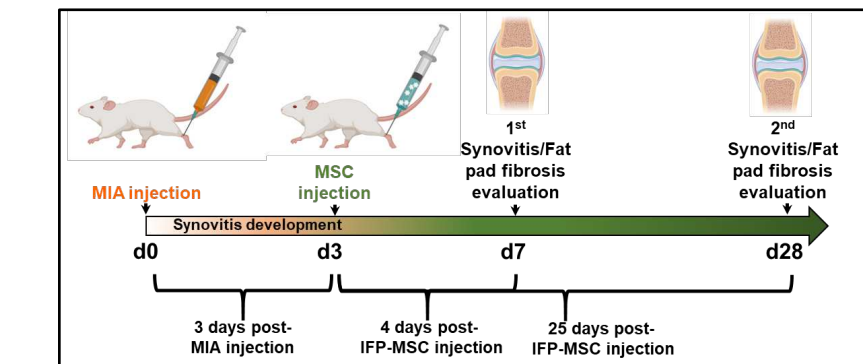 1st
Synovitis/Fat
pad fibrosis
evaluation
2nd
Synovitis/Fat
pad fibrosis
evaluation
MSC
injection
MIA injection
Synovitis development
d0
d3
d7
d28
3 days post-
MIA injection
4 days post-
IFP-MSC injection
25 days post-
IFP-MSC injection